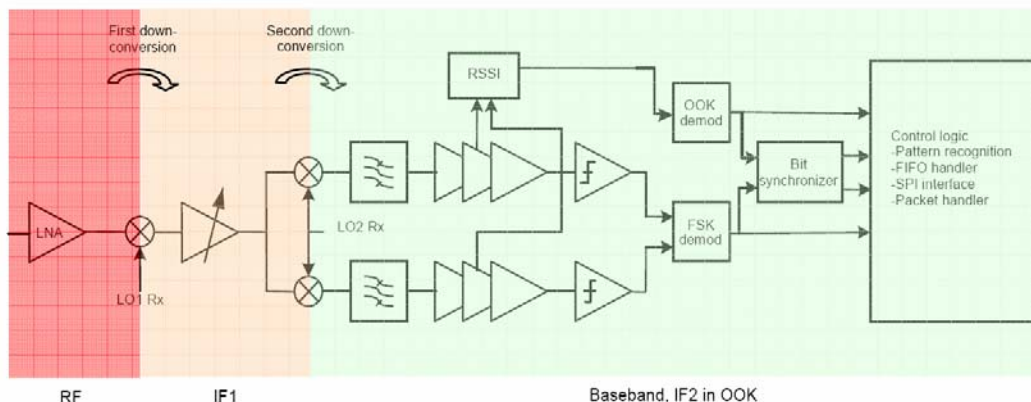 First down-
conversion
Second down-
conversion
RSSI
OOK
demod
Control logic
-Pattern recognition
-FIFO handler
-SPI interface
-Packet handler
Bit
synchronizer
LNA
LO2 Rx
FSK
demod
LO1 Rx
RF
IF1
Baseband, IF2 in OOK